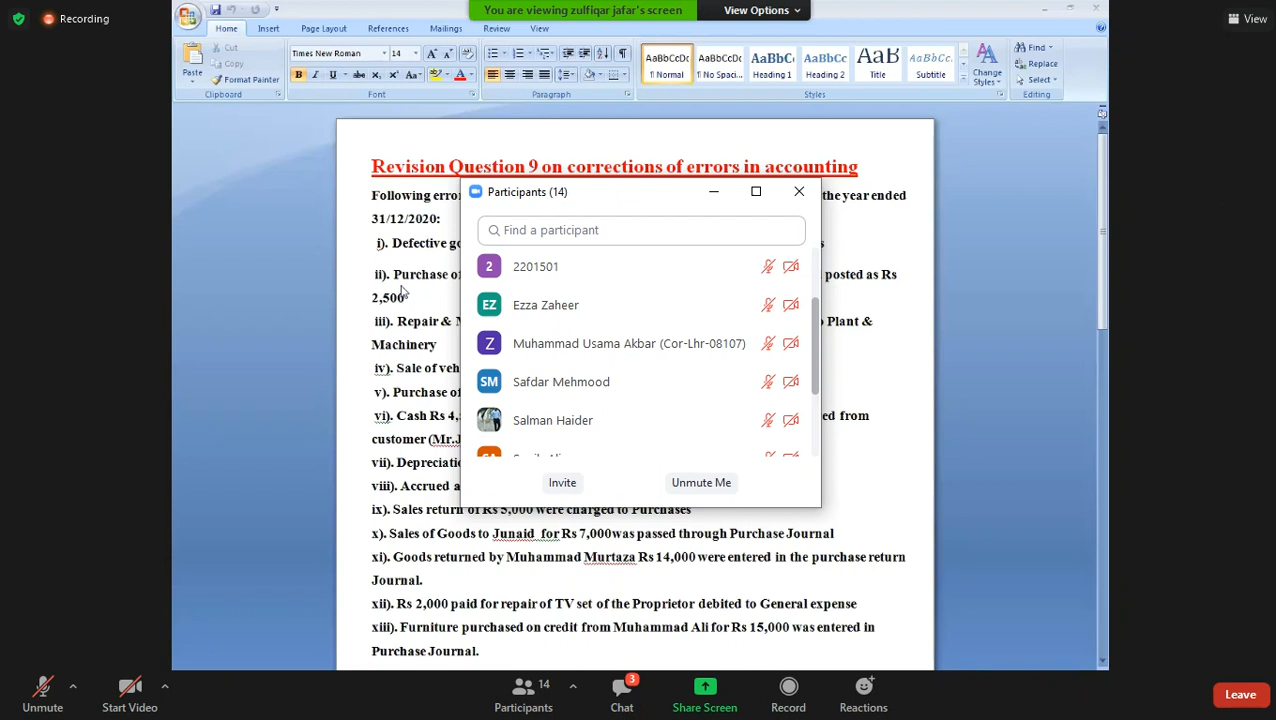 Recording
You are viewing zulfiqar jafar's screen
View Options
View
Home
Insert
Page Layout
References
Mailings
Review
View
Paste
Cut
Copy
Format Painter
Times New Roman
14
B I U abc x₂ x² Aa
AaBbCcDc
¶ Normal
AaBbCcDc
¶ No Spaci...
AaBbC
Heading 1
AaBbCc
Heading 2
AaB
Title
AaBbCc.
Subtitle
Change
Styles
Find
Replace
Select
Clipboard
Font
Paragraph
Styles
Editing
Revision Question 9 on corrections of errors in accounting
Following erro
the year ended
31/12/2020:
i). Defective go
s
ii). Purchase of
posted as Rs
2,500
iii). Repair & M
o Plant &
Machinery
iv). Sale of veh
v). Purchase of
vi). Cash Rs 4,
ed from
customer (Mr.J
vii). Depreciatio
viii). Accrued a
ix). Sales return of Rs 5,000 were charged to Purchases
x). Sales of Goods to Junaid for Rs 7,000was passed through Purchase Journal
xi). Goods returned by Muhammad Murtaza Rs 14,000 were entered in the purchase return
Journal.
xii). Rs 2,000 paid for repair of TV set of the Proprietor debited to General expense
xiii). Furniture purchased on credit from Muhammad Ali for Rs 15,000 was entered in
Purchase Journal.
Participants (14)
Find a participant
2 2201501
EZ Ezza Zaheer
Z Muhammad Usama Akbar (Cor-Lhr-08107)
SM Safdar Mehmood
Salman Haider
Invite
Unmute Me
Unmute
Start Video
14
Participants
3
Chat
Share Screen
Record
Reactions
Leave